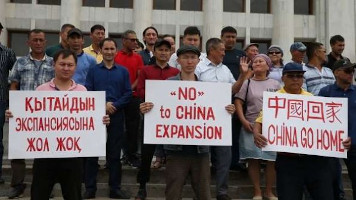 ҚЫТАЙДЫҢ
ЭКСПАНСИЯСЫНА
ЖОЛ ЖОҚ
"NO"
to CHINA
EXPANSION
中国·回家
CHINA GO HOME